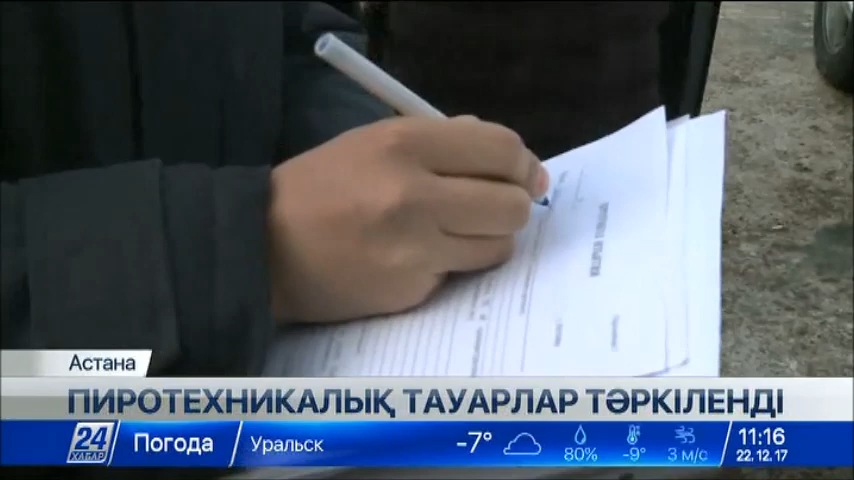 Астана
ПИРОТЕХНИКАЛЫҚ ТАУАРЛАР ТӘРКІЛЕНДІ
24 ХАБАР
Погода
Уральск
-7°
80%
-9°
3 м/с
11:16
22.12.17